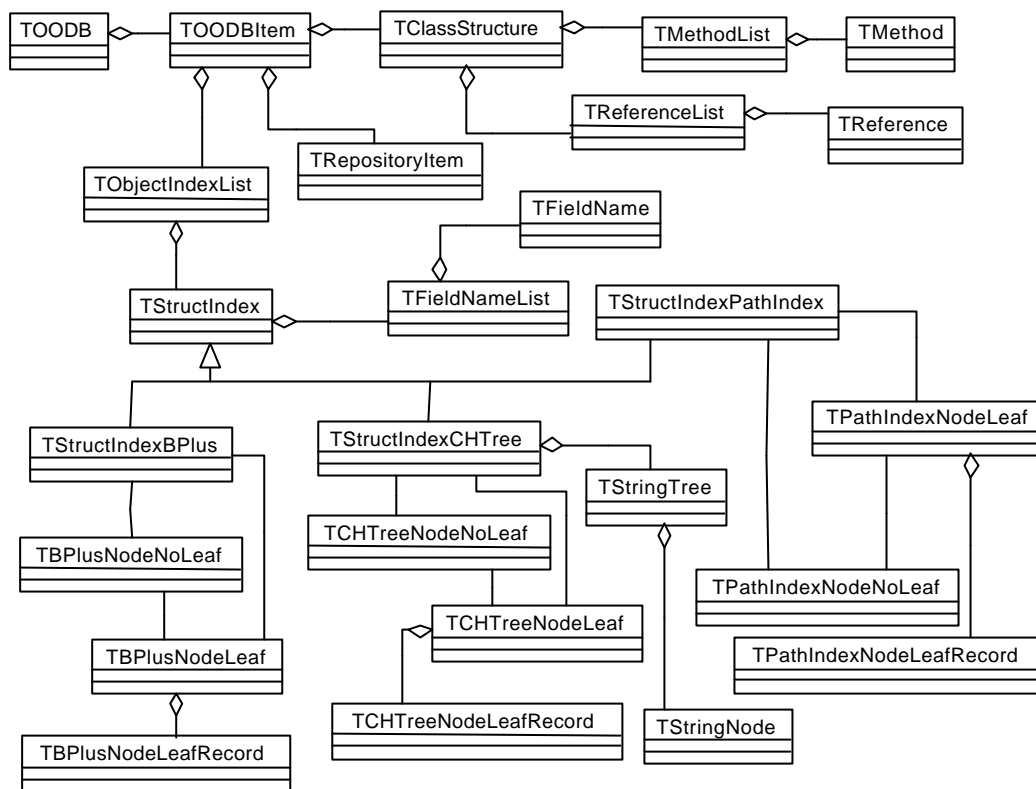 TOODB
TOODBItem
TClassStructure
TMethodList
TMethod
TReferenceList
TReference
TRepositoryItem
TObjectIndexList
TFieldName
TStructIndex
TFieldNameList
TStructIndexPathIndex
TStructIndexBPlus
TStructIndexCHTree
TPathIndexNodeLeaf
TStringTree
TBPlusNodeNoLeaf
TCHTreeNodeNoLeaf
TPathIndexNodeNoLeaf
TBPlusNodeLeaf
TCHTreeNodeLeaf
TPathIndexNodeLeafRecord
TBPlusNodeLeafRecord
TCHTreeNodeLeafRecord
TStringNode